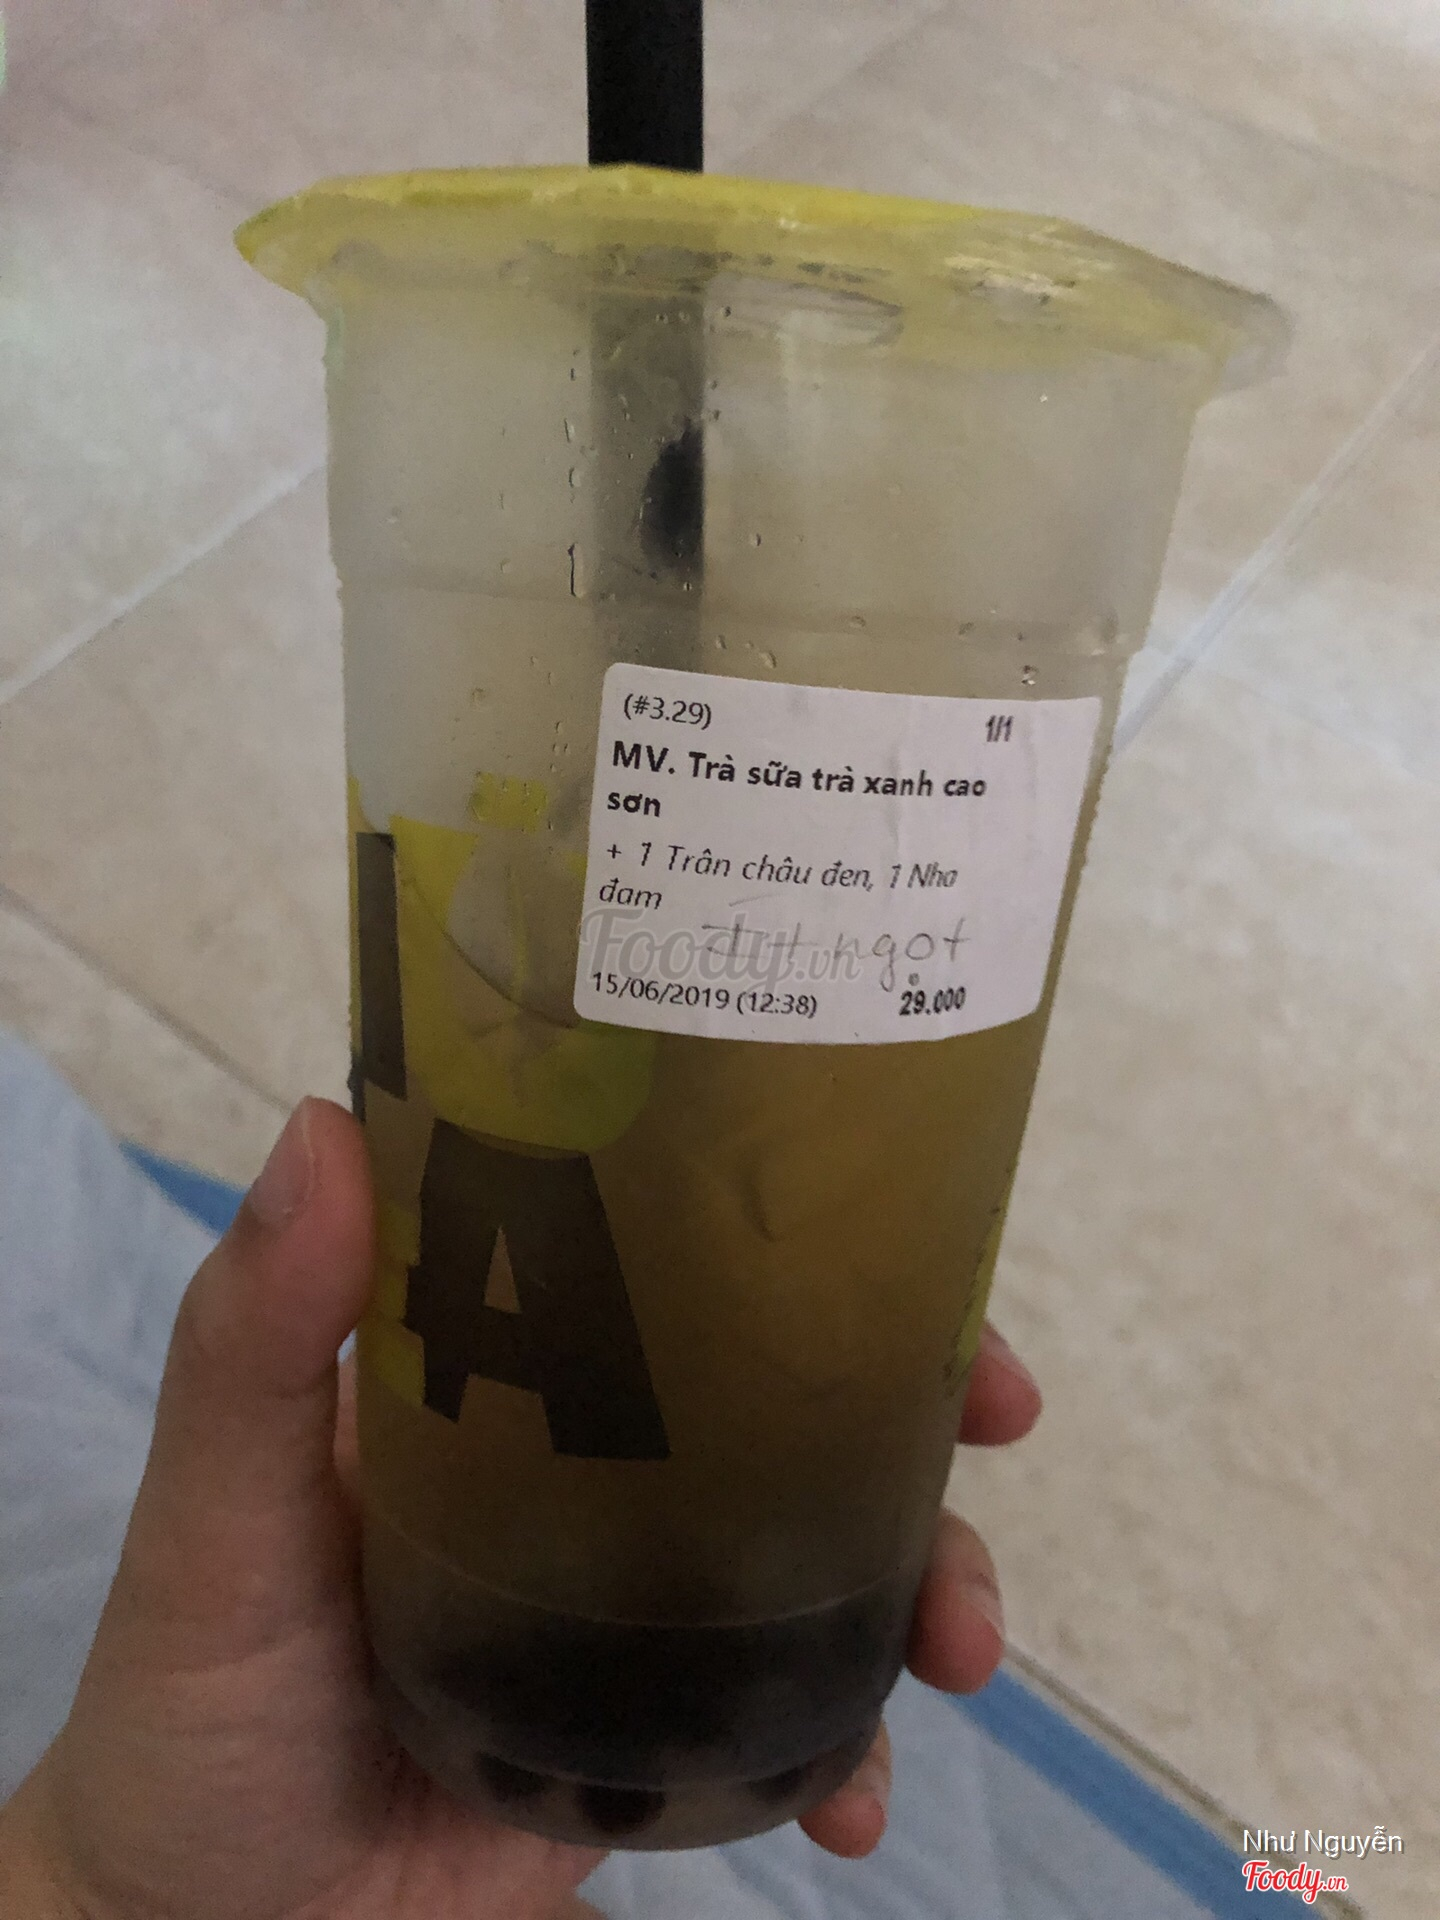 (#3.29) 1/1
MV. Trà sữa trà xanh cao
sơn
+ 1 Trân châu đen, 1 Nha
đam
Ít ngọt
15/06/2019 (12:38) 29.000
Foody.vn
A
Như Nguyễn
Foody.vn